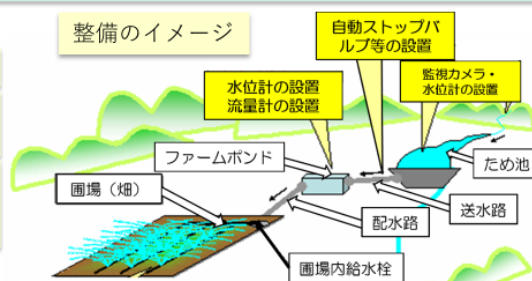 整備のイメージ
自動ストップバ
ルブ等の設置
監視カメラ・
水位計の設置
水位計の設置
流量計の設置
ファームポンド
ため池
圃場（畑）
送水路
配水路
圃場内給水栓